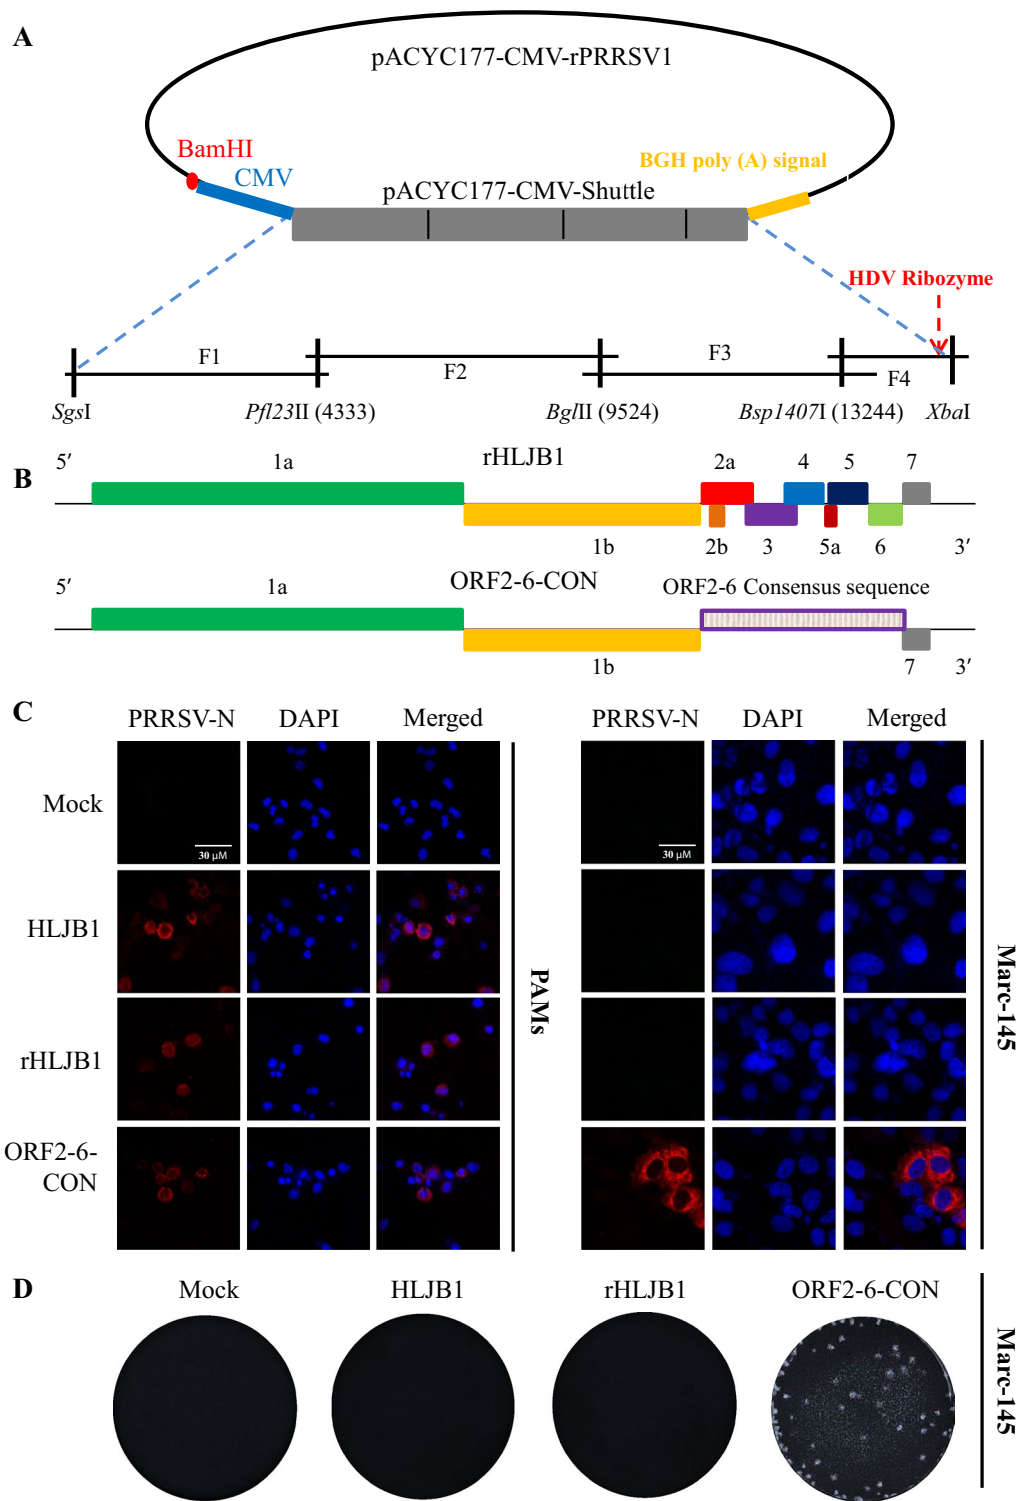 A
pACYC177-CMV-rPRRSV1
BamHI
CMV
BGH poly (A) signal
pACYC177-CMV-Shuttle
HDV Ribozyme
F1
F2
F3
F4
SgsI
Pfl23II (4333)
BglII (9524)
Bsp1407I (13244)
XbaI
B
5′
1a
rHLJB1
2a
4
5
7
1b
2b
3
5a
6
3′
5′
1a
ORF2-6-CON
ORF2-6 Consensus sequence
1b
7
3′
C
PRRSV-N
DAPI
Merged
PRRSV-N
DAPI
Merged
Mock
30 μM
30 μM
HLJB1
rHLJB1
ORF2-6-
CON
PAMs
Marc-145
D
Mock
HLJB1
rHLJB1
ORF2-6-CON
Marc-145